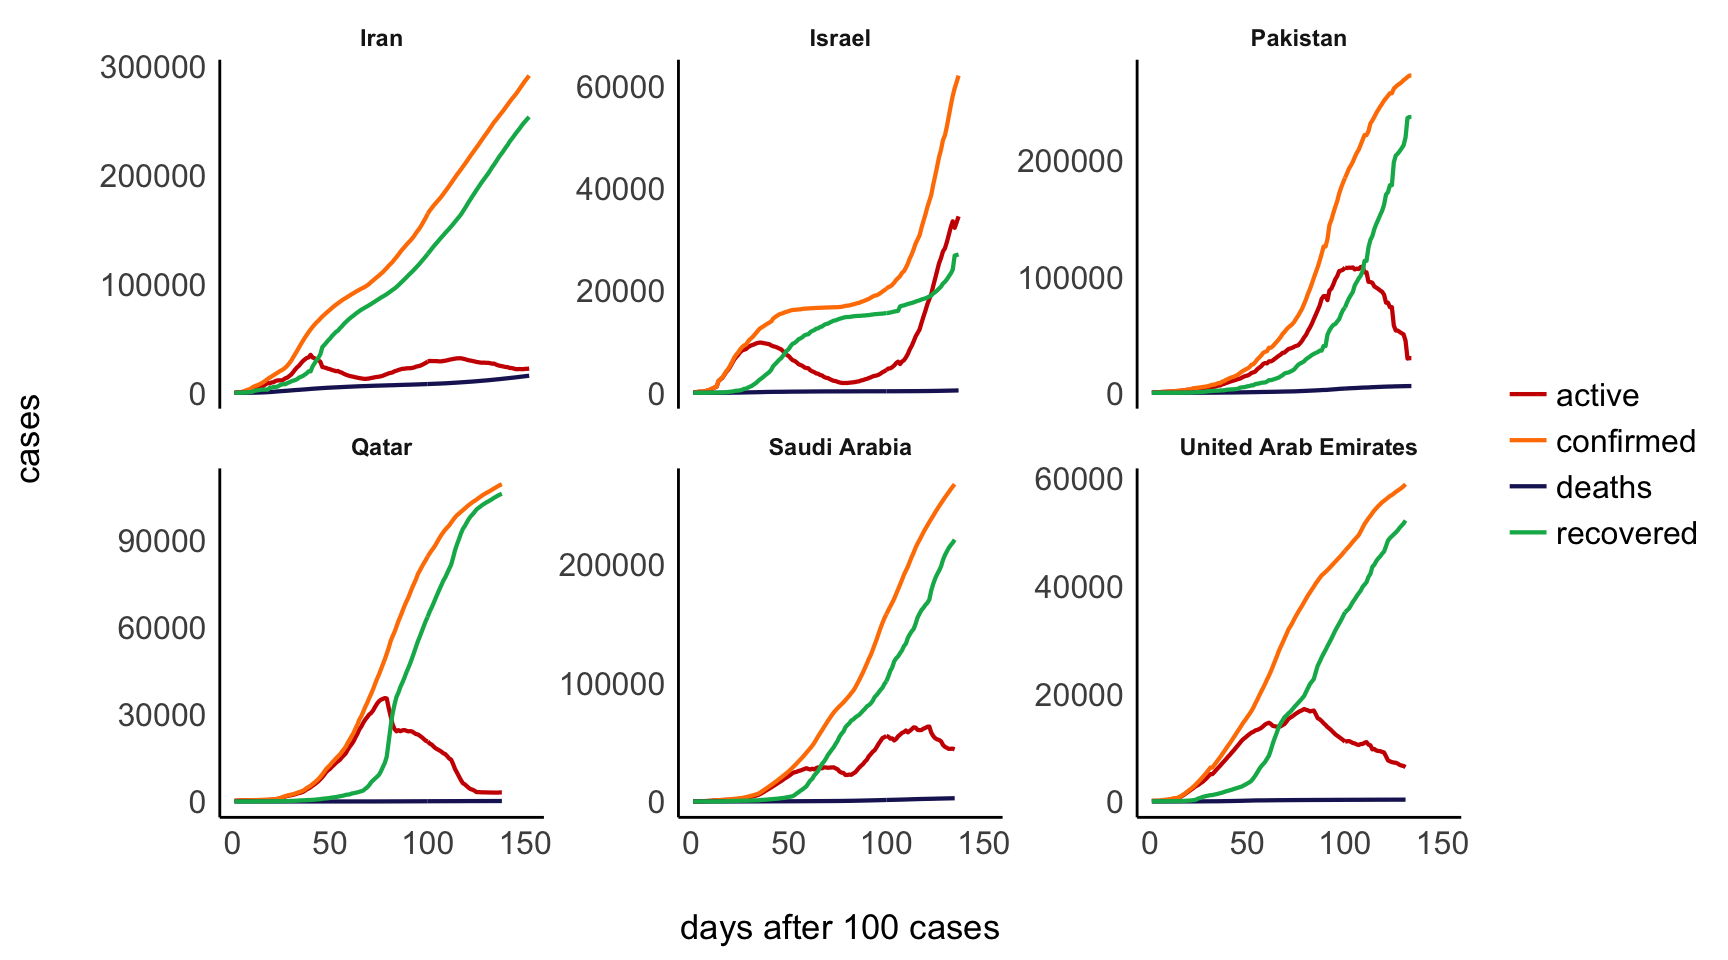 Iran
Israel
Pakistan
300000
200000
100000
0
60000
40000
20000
0
200000
100000
0
Qatar
Saudi Arabia
United Arab Emirates
90000
60000
30000
0
200000
100000
0
60000
40000
20000
0
0 50 100 150
0 50 100 150
0 50 100 150
cases
days after 100 cases
active
confirmed
deaths
recovered